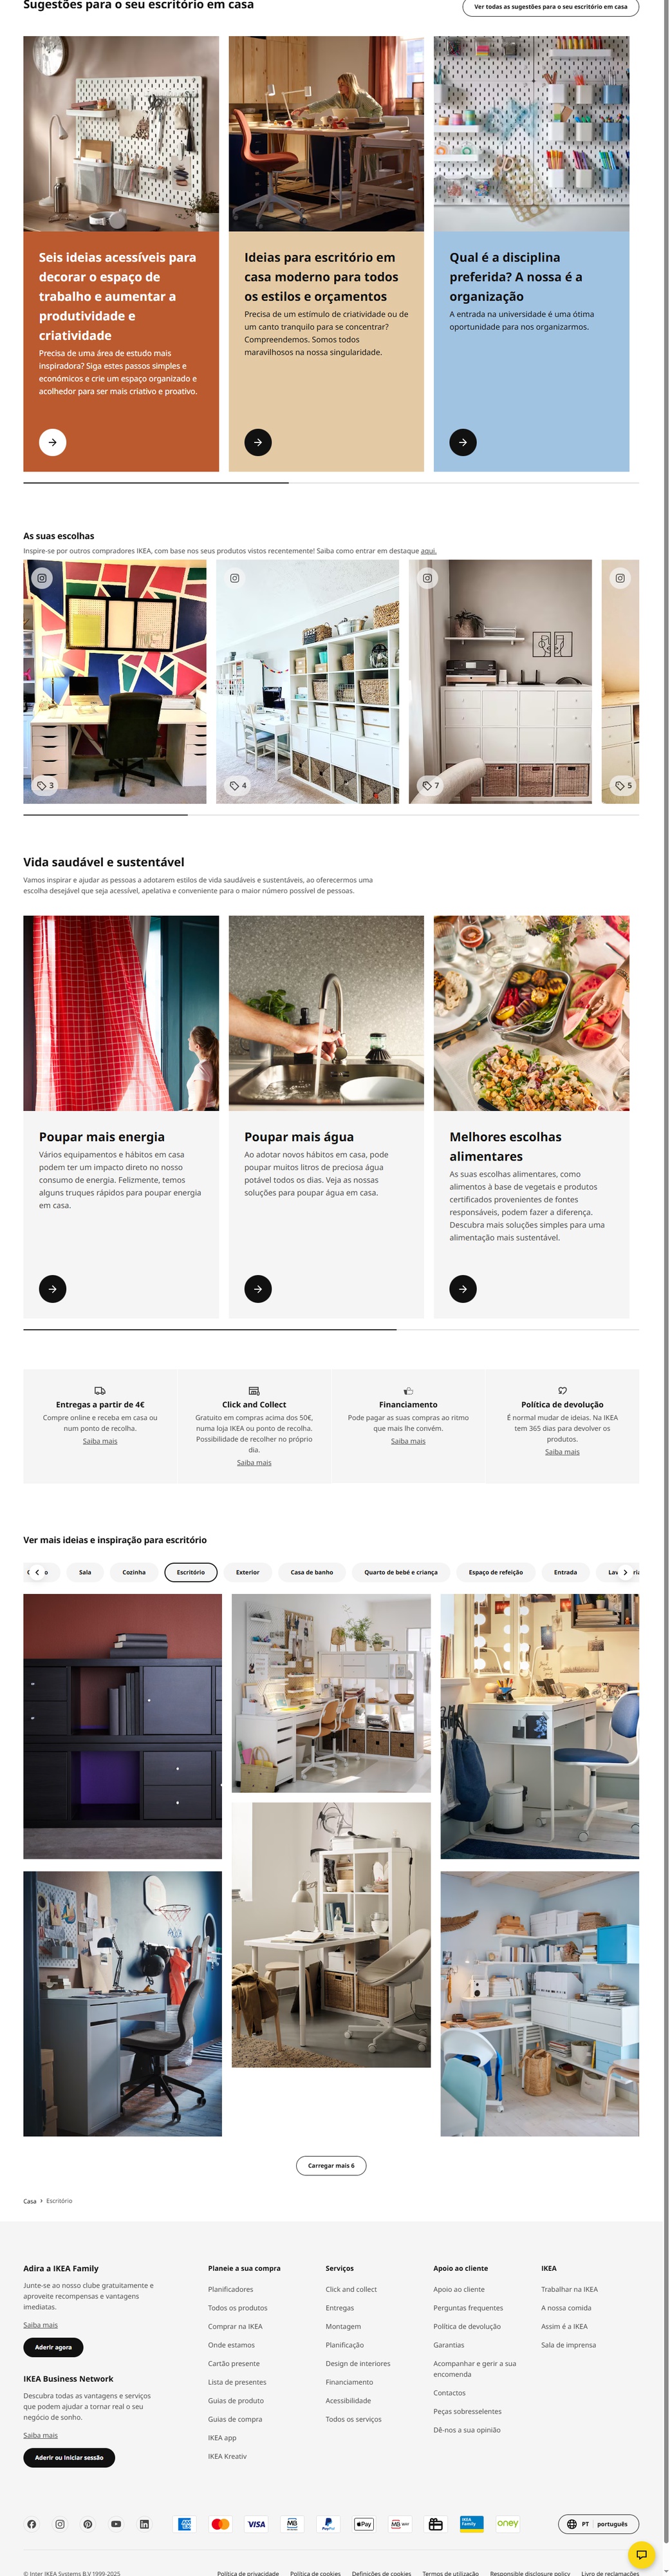 Sugestões para o seu escritório em casa
Ver todas as sugestões para o seu escritório em casa
Seis ideias acessíveis para
decorar o espaço de
trabalho e aumentar a
produtividade e
criatividade
Precisa de uma área de estudo mais
inspiradora? Siga estes passos simples e
económicos e crie um espaço organizado e
acolhedor para ser mais criativo e proativo.
Ideias para escritório em
casa moderno para todos
os estilos e orçamentos
Precisa de um estímulo de criatividade ou de
um canto tranquilo para se concentrar?
Compreendemos. Somos todos
maravilhosos na nossa singularidade.
Qual é a disciplina
preferida? A nossa é a
organização
A entrada na universidade é uma ótima
oportunidade para nos organizarmos.
As suas escolhas
Inspire-se por outros compradores IKEA, com base nos seus produtos vistos recentemente! Saiba como entrar em destaque aqui.
3
4
7
5
Vida saudável e sustentável
Vamos inspirar e ajudar as pessoas a adotarem estilos de vida saudáveis e sustentáveis, ao oferecermos uma
escolha desejável que seja acessível, apelativa e conveniente para o maior número possível de pessoas.
Poupar mais energia
Vários equipamentos e hábitos em casa
podem ter um impacto direto no nosso
consumo de energia. Felizmente, temos
alguns truques rápidos para poupar energia
em casa.
Poupar mais água
Ao adotar novos hábitos em casa, pode
poupar muitos litros de preciosa água
potável todos os dias. Veja as nossas
soluções para poupar água em casa.
Melhores escolhas
alimentares
As suas escolhas alimentares, como
alimentos à base de vegetais e produtos
certificados provenientes de fontes
responsáveis, podem fazer a diferença.
Descubra mais soluções simples para uma
alimentação mais sustentável.
Entregas a partir de 4€
Compre online e receba em casa ou
num ponto de recolha.
Saiba mais
Click and Collect
Gratuito em compras acima dos 50€,
numa loja IKEA ou ponto de recolha.
Possibilidade de recolher no próprio
dia.
Saiba mais
Financiamento
Pode pagar as suas compras ao ritmo
que mais lhe convém.
Saiba mais
Política de devolução
É normal mudar de ideias. Na IKEA
tem 365 dias para devolver os
produtos.
Saiba mais
Ver mais ideias e inspiração para escritório
Sala
Cozinha
Escritório
Exterior
Casa de banho
Quarto de bebé e criança
Espaço de refeição
Entrada
Carregar mais 6
Casa
Escritório
Adira a IKEA Family
Junte-se ao nosso clube gratuitamente e
aproveite recompensas e vantagens
imediatas.
Saiba mais
Aderir agora
IKEA Business Network
Descubra todas as vantagens e serviços
que podem ajudar a tornar real o seu
negócio de sonho.
Saiba mais
Aderir ou Iniciar sessão
Planeie a sua compra
Planificadores
Todos os produtos
Comprar na IKEA
Onde estamos
Cartão presente
Lista de presentes
Guias de produto
Guias de compra
IKEA app
IKEA Kreativ
Serviços
Click and collect
Entregas
Montagem
Planificação
Design de interiores
Financiamento
Acessibilidade
Todos os serviços
Apoio ao cliente
Apoio ao cliente
Perguntas frequentes
Política de devolução
Garantias
Acompanhar e gerir a sua
encomenda
Contactos
Peças sobresselentes
Dê-nos a sua opinião
IKEA
Trabalhar na IKEA
A nossa comida
Assim é a IKEA
Sala de imprensa
VISA
PayPal
Pay
MB WAY
IKEA Family
oney
PT português
© Inter IKEA Systems B.V 1999-2025
Política de privacidade
Política de cookies
Definições de cookies
Termos de utilização
Responsible disclosure policy
Livro de reclamações